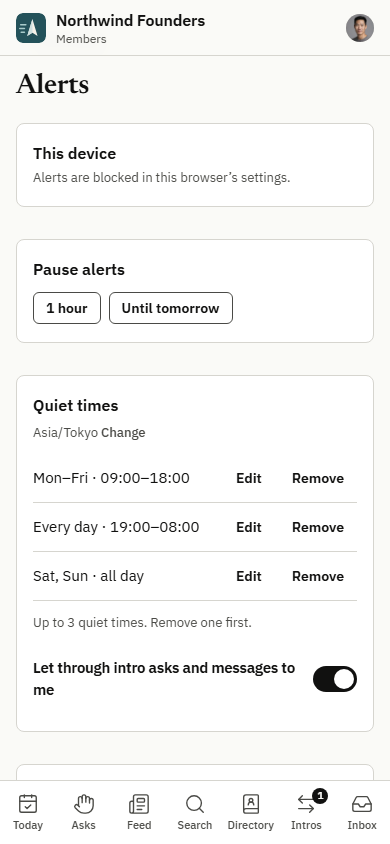 Northwind Founders
Members
Alerts
This device
Alerts are blocked in this browser’s settings.
Pause alerts
1 hour
Until tomorrow
Quiet times
Asia/Tokyo Change
Mon–Fri · 09:00–18:00 Edit Remove
Every day · 19:00–08:00 Edit Remove
Sat, Sun · all day Edit Remove
Up to 3 quiet times. Remove one first.
Let through intro asks and messages to
me
1
Today Asks Feed Search Directory Intros Inbox